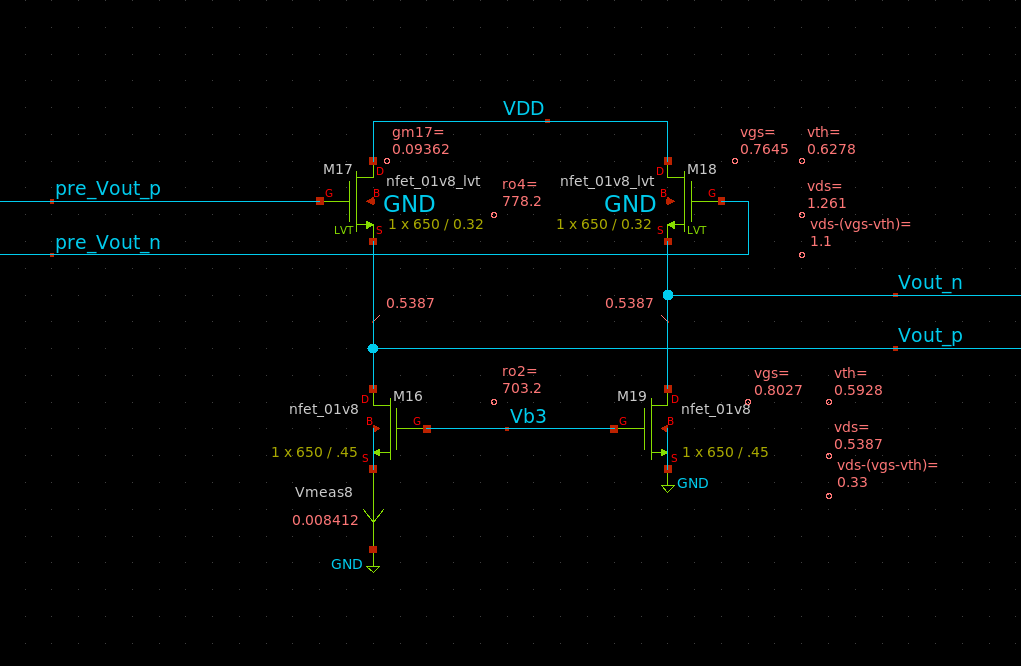 VDD
gm17=
0.09362
vgs=
0.7645
vth=
0.6278
M17
D
nfet_01v8_lvt
D
M18
pre_Vout_p
G
B
GND
ro4=
778.2
nfet_01v8_lvt
GND
B
G
vds=
1.261
LVT
S
1 x 650 / 0.32
1 x 650 / 0.32
S
LVT
vds-(vgs-vth)=
1.1
pre_Vout_n
Vout_n
0.5387
0.5387
Vout_p
ro2=
703.2
vgs=
0.8027
vth=
0.5928
D
M16
M19
D
nfet_01v8
B
G
Vb3
G
nfet_01v8
B
vds=
0.5387
1 x 650 / .45
S
S
1 x 650 / .45
vds-(vgs-vth)=
0.33
GND
Vmeas8
0.008412
GND